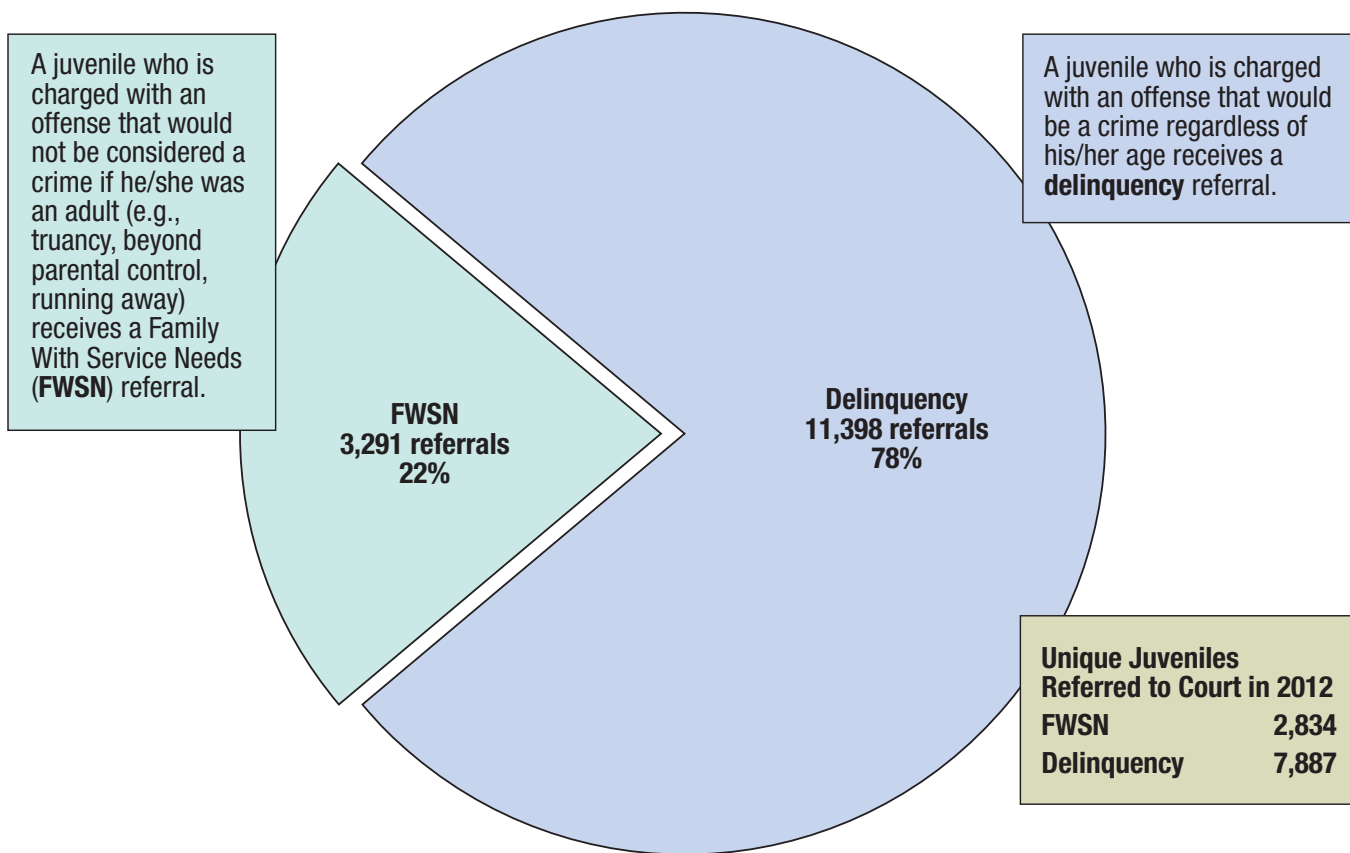 A juvenile who is
charged with an
offense that would
not be considered a
crime if he/she was
an adult (e.g.,
truancy, beyond
parental control,
running away)
receives a Family
With Service Needs
(FWSN) referral.
A juvenile who is charged
with an offense that would
be a crime regardless of
his/her age receives a
delinquency referral.
FWSN
3,291 referrals
22%
Delinquency
11,398 referrals
78%
Unique Juveniles
Referred to Court in 2012
FWSN 2,834
Delinquency 7,887